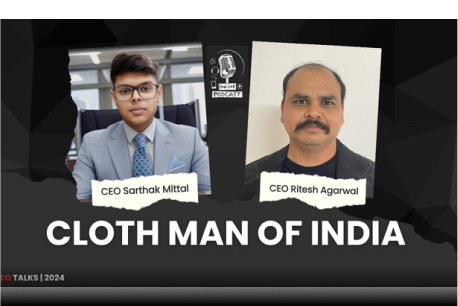 PODCAST
CEO Sarthak Mittal
CEO Ritesh Agarwal
CLOTH MAN OF INDIA
EO TALKS | 2024